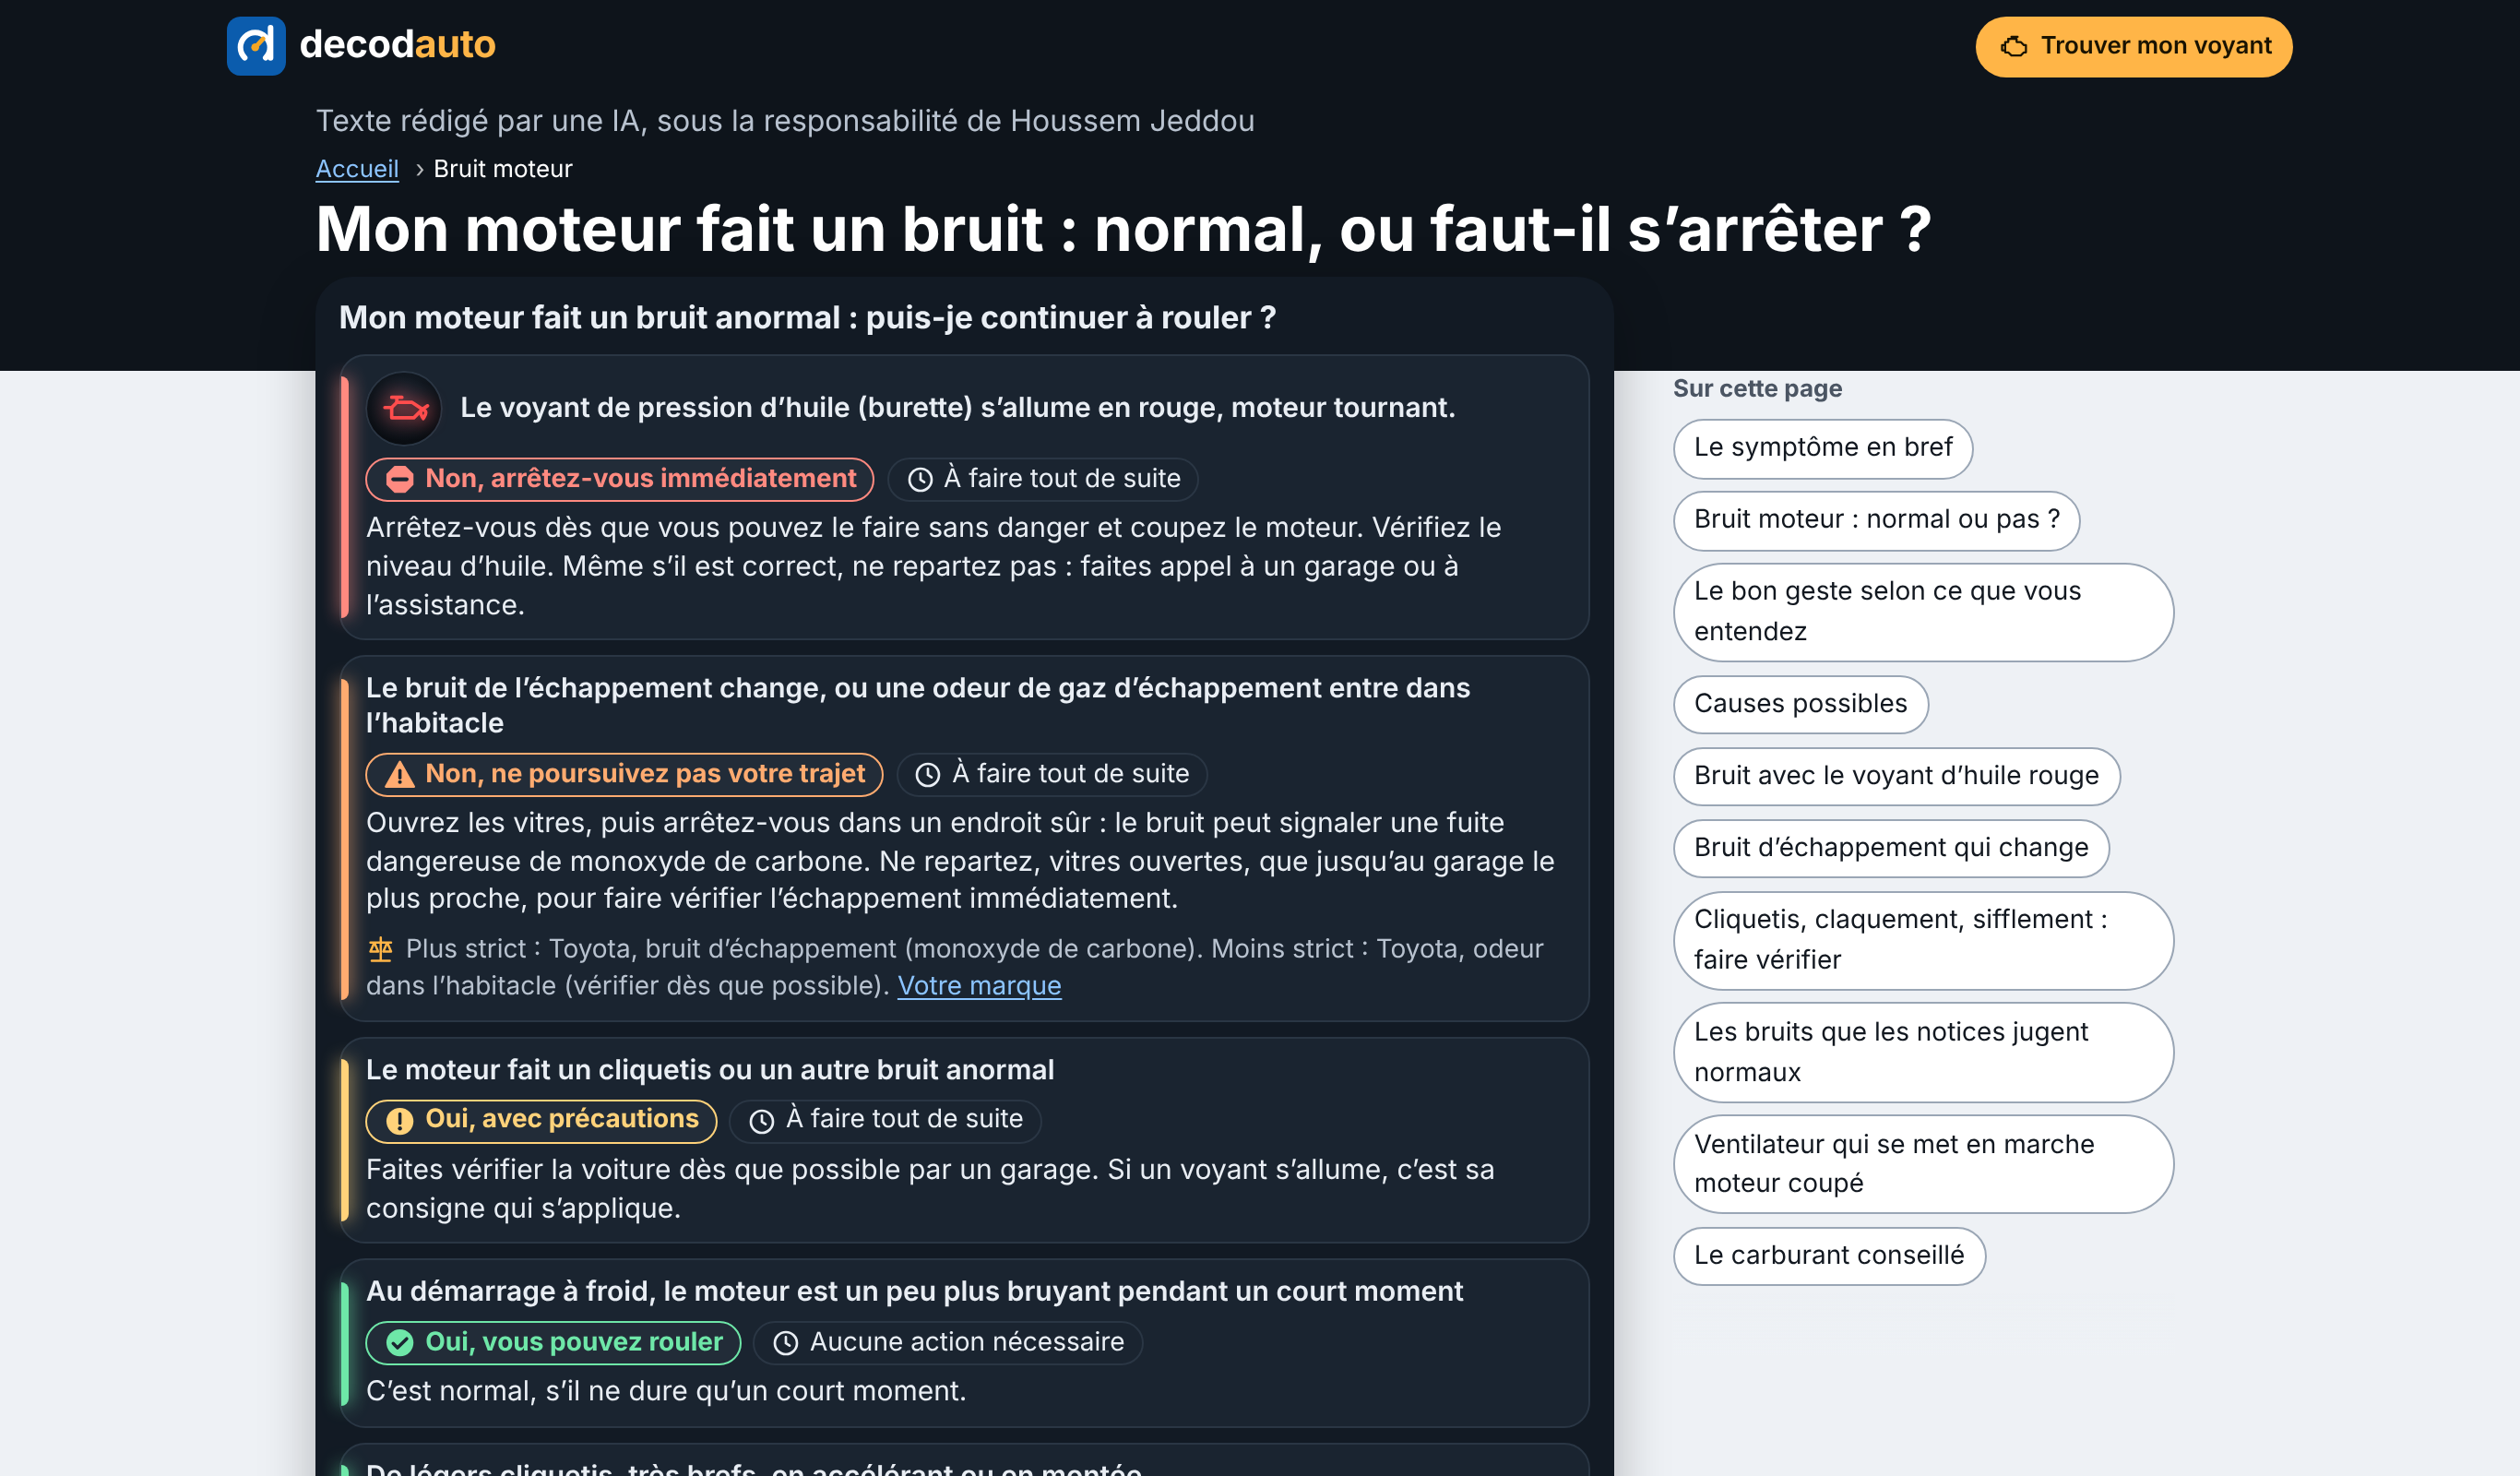 decodauto
Trouver mon voyant
Texte rédigé par une IA, sous la responsabilité de Houssem Jeddou
Accueil › Bruit moteur
Mon moteur fait un bruit : normal, ou faut-il s’arrêter ?
Mon moteur fait un bruit anormal : puis-je continuer à rouler ?
Le voyant de pression d’huile (burette) s’allume en rouge, moteur tournant.
Non, arrêtez-vous immédiatement
À faire tout de suite
Arrêtez-vous dès que vous pouvez le faire sans danger et coupez le moteur. Vérifiez le
niveau d’huile. Même s’il est correct, ne repartez pas : faites appel à un garage ou à
l’assistance.
Le bruit de l’échappement change, ou une odeur de gaz d’échappement entre dans
l’habitacle
Non, ne poursuivez pas votre trajet
À faire tout de suite
Ouvrez les vitres, puis arrêtez-vous dans un endroit sûr : le bruit peut signaler une fuite
dangereuse de monoxyde de carbone. Ne repartez, vitres ouvertes, que jusqu’au garage le
plus proche, pour faire vérifier l’échappement immédiatement.
Plus strict : Toyota, bruit d’échappement (monoxyde de carbone). Moins strict : Toyota, odeur
dans l’habitacle (vérifier dès que possible). Votre marque
Le moteur fait un cliquetis ou un autre bruit anormal
Oui, avec précautions
À faire tout de suite
Faites vérifier la voiture dès que possible par un garage. Si un voyant s’allume, c’est sa
consigne qui s’applique.
Au démarrage à froid, le moteur est un peu plus bruyant pendant un court moment
Oui, vous pouvez rouler
Aucune action nécessaire
C’est normal, s’il ne dure qu’un court moment.
De légers cliquetis, très brefs, en accélérant ou en montée
Sur cette page
Le symptôme en bref
Bruit moteur : normal ou pas ?
Le bon geste selon ce que vous
entendez
Causes possibles
Bruit avec le voyant d’huile rouge
Bruit d’échappement qui change
Cliquetis, claquement, sifflement :
faire vérifier
Les bruits que les notices jugent
normaux
Ventilateur qui se met en marche
moteur coupé
Le carburant conseillé